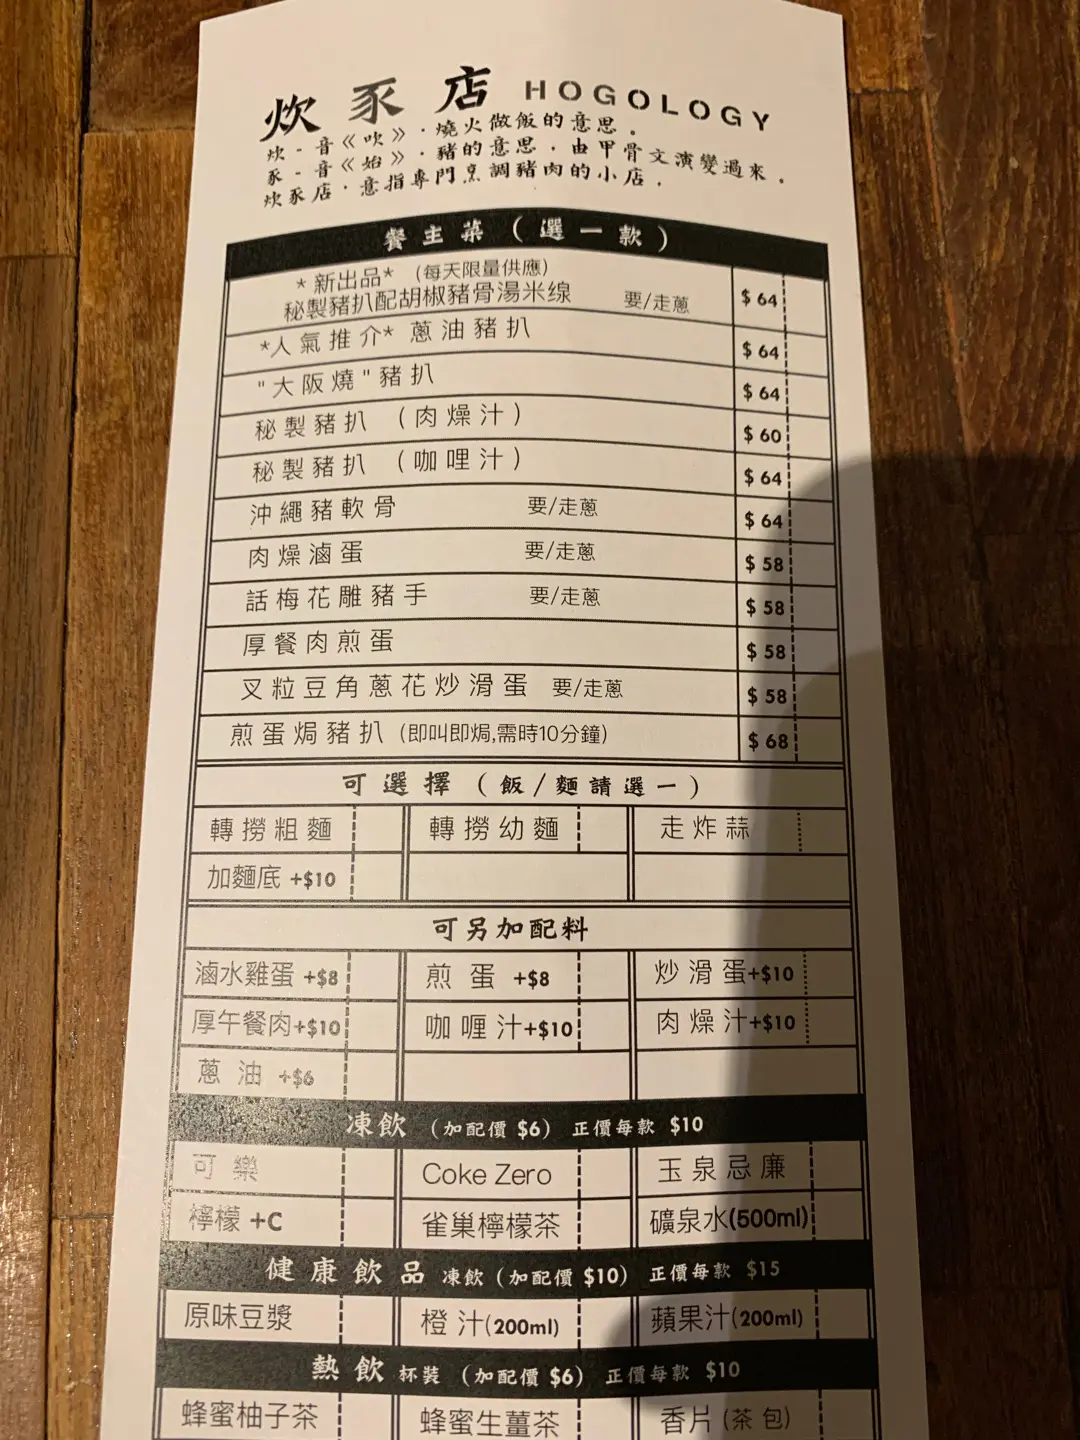 炊豕店 HOGOLOGY
炊-音《吹》·燒火做飯的意思。
豕-音《始》·豬的意思·由甲骨文演變過來。
炊豕店·意指專門烹調豬肉的小店·
餐主菜（選一款）
*新出品* （每天限量供應）
秘製豬扒配胡椒豬骨湯米线 要/走蔥 $64
*人氣推介* 蔥油豬扒 $64
"大阪燒"豬扒 $64
秘製豬扒 （肉燥汁） $60
秘製豬扒 （咖哩汁） $64
沖繩豬軟骨 要/走蔥 $64
肉燥滷蛋 要/走蔥 $58
話梅花雕豬手 要/走蔥 $58
厚餐肉煎蛋 $58
叉粒豆角蔥花炒滑蛋 要/走蔥 $58
煎蛋焗豬扒 (即叫即焗,需時10分鐘) $68
可選擇（飯/麵請選一）
轉撈粗麵 轉撈幼麵 走炸蒜
加麵底 +$10
可另加配料
滷水雞蛋 +$8 煎蛋 +$8 炒滑蛋+$10
厚午餐肉+$10 咖喱汁+$10 肉燥汁+$10
蔥油 +$6
凍飲 （加配價 $6） 正價每款 $10
可樂 Coke Zero 玉泉忌廉
檸檬 +C 雀巢檸檬茶 礦泉水(500ml)
健康飲品 凍飲（加配價 $10） 正價每款 $15
原味豆漿 橙汁(200ml) 蘋果汁(200ml)
熱飲 杯裝 （加配價 $6） 正價每款 $10
蜂蜜柚子茶 蜂蜜生薑茶 香片(茶包)